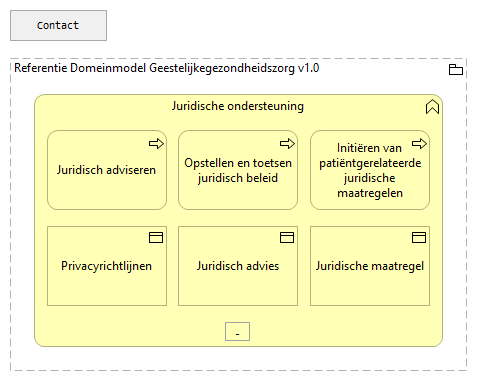 Contact
Referentie Domeinmodel Geestelijkegezondheidszorg v1.0
Juridische ondersteuning
Juridisch adviseren
Opstellen en toetsen
juridisch beleid
Initiëren van
patiëntgerelateerde
juridische
maatregelen
Privacyrichtlijnen
Juridisch advies
Juridische maatregel
-